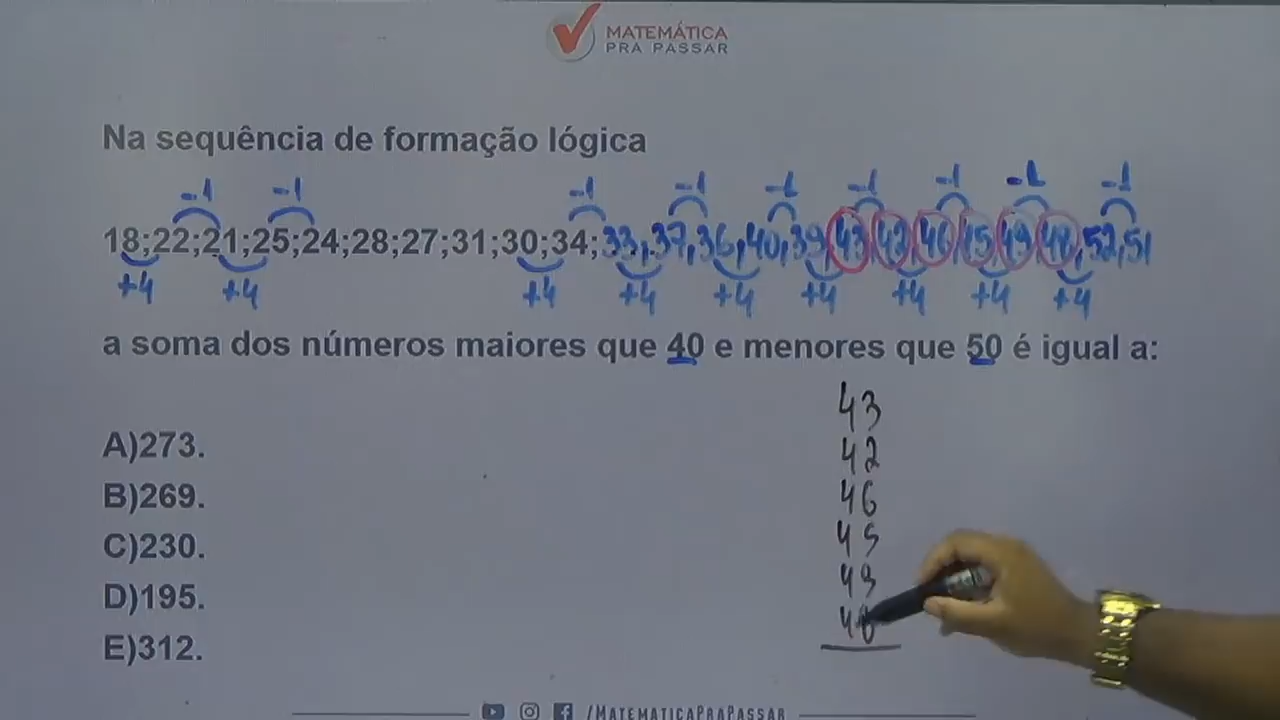 MATEMÁTICA
PRA PASSAR
Na sequência de formação lógica
-1 -1 -1 -1 -1 -1 -1 -1 -1
18;22;21;25;24;28;27;31;30;34;33,37,36,40,39,43,42,46,45,49,48,52,51
+4 +4 +4 +4 +4 +4 +4 +4 +4
a soma dos números maiores que 40 e menores que 50 é igual a:
43
42
46
45
49
48
A)273.
B)269.
C)230.
D)195.
E)312.
/MATEMATICAPRAPASSAR